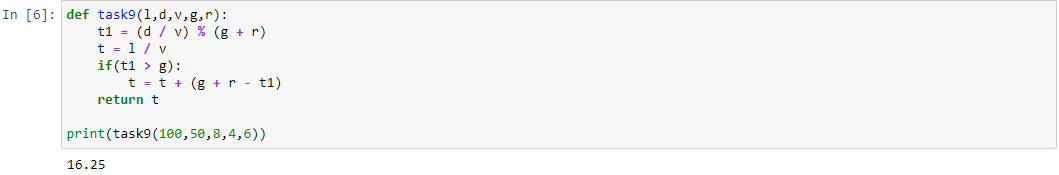 In [6]: def task9(l,d,v,g,r):
    t1 = (d / v) % (g + r)
    t = l / v
    if(t1 > g):
        t = t + (g + r - t1)
    return t
print(task9(100,50,8,4,6))
16.25